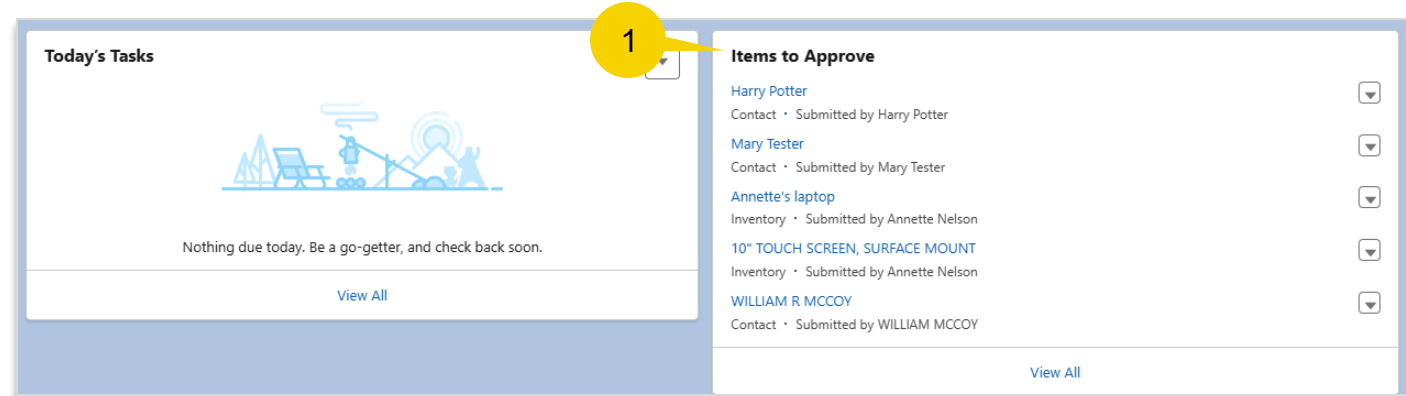 Today's Tasks
Nothing due today. Be a go-getter, and check back soon.
View All
1
Items to Approve
Harry Potter
Contact • Submitted by Harry Potter
Mary Tester
Contact • Submitted by Mary Tester
Annette's laptop
Inventory • Submitted by Annette Nelson
10" TOUCH SCREEN, SURFACE MOUNT
Inventory • Submitted by Annette Nelson
WILLIAM R MCCOY
Contact • Submitted by WILLIAM MCCOY
View All